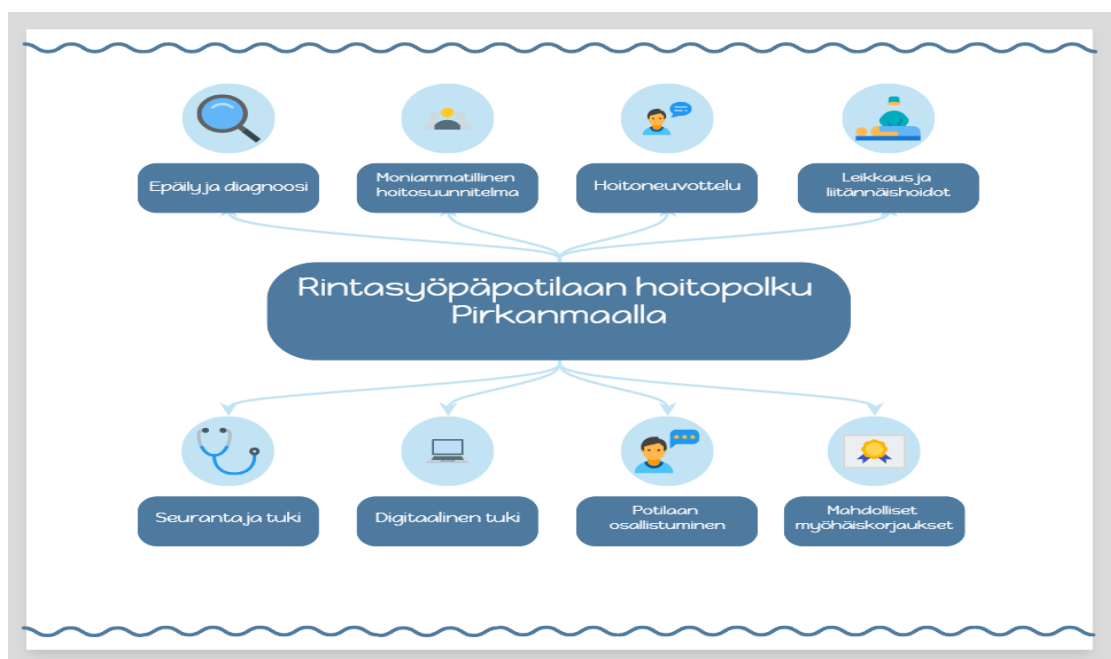 Epäily ja diagnoosi
Moniammatillinen
hoitosuunnitelma
Hoitoneuvottelu
Leikkaus ja
liitännäishoidot
Rintasyöpäpotilaan hoitopolku
Pirkanmaalla
Seuranta ja tuki
Digitaalinen tuki
Potilaan
osallistuminen
Mahdolliset
myöhäiskorjaukset